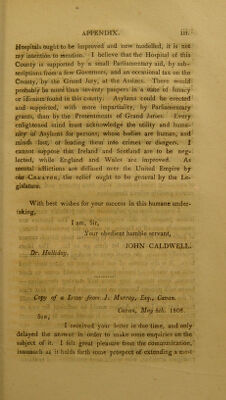 APPENDIX. iii.
Hospitals ought to be improved and new modelled, it is not
my intention to mention. I believe that the Hospital of this
County is supported by a small Parliamentary aid, by sub-
scriptions from a few Governors, and an occasional tax on the
County, by the Grand Jury, at the Assizes. There would
probably be more than seventy paupers in a state of lunacy
or idiotism found in this county. Asylums could be erected
and supported, with more impartiality, by Parliamentary
grants, than by the Presentments of Grand Juries. Every
enlightened mind must acknowledge the utility and huma-
nity of Asylums for persons, whose bodies are human, and
minds lost, or leading them into crimes or dangers. I
cannot suppose that Ireland and Scotland are to be neg-
lected, while England and Wales are improved. As
mental afflictions are diffused over the United Empire by
our CREATOR, the relief ought to be general by the Le-
gislature.
With best wishes for your success in this humane under-
taking,
I am, Sir,
Your obedient humble servant,
JOHN CALDWELL.
Dr. Halliday.
Copy of a Letter from J. Murray, Esq., Cavan.
Cavan, May 6th. 1808.
SIR,
I received your letter in due time, and only
delayed the answer in order to make some enquiries on the
subject of it. I felt great pleasure from the communication,
inasmuch as it holds forth some prospect of extending a most